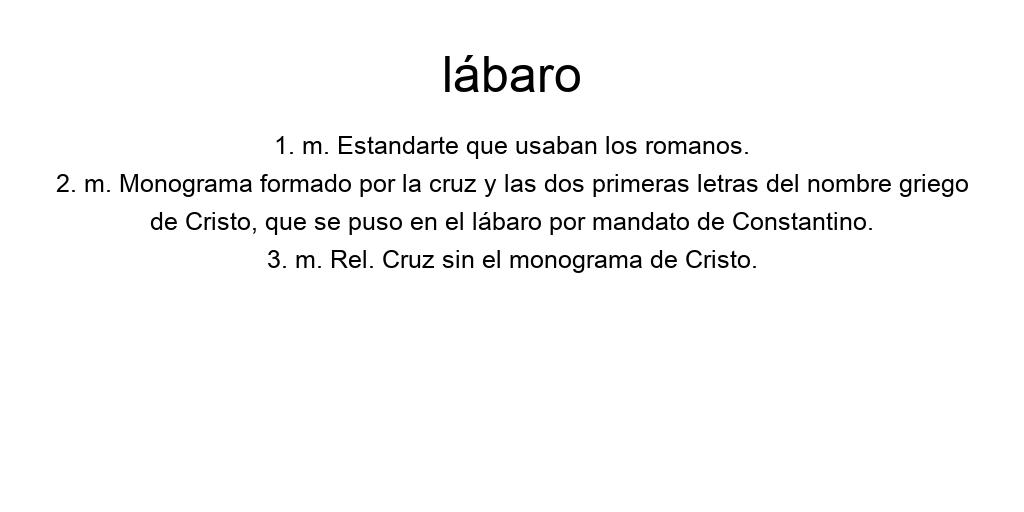 lábaro
1. m. Estandarte que usaban los romanos.
2. m. Monograma formado por la cruz y las dos primeras letras del nombre griego
de Cristo, que se puso en el lábaro por mandato de Constantino.
3. m. Rel. Cruz sin el monograma de Cristo.